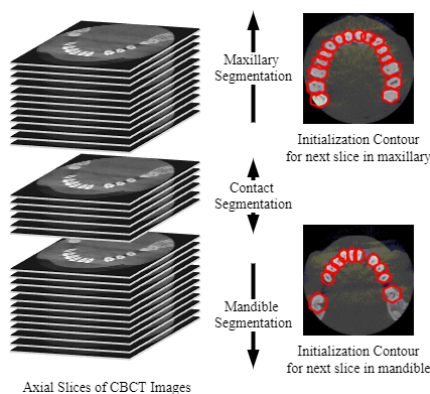 Maxillary
Segmentation
Initialization Contour
for next slice in maxillary
Contact
Segmentation
Mandible
Segmentation
Initialization Contour
for next slice in mandible
Axial Slices of CBCT Images